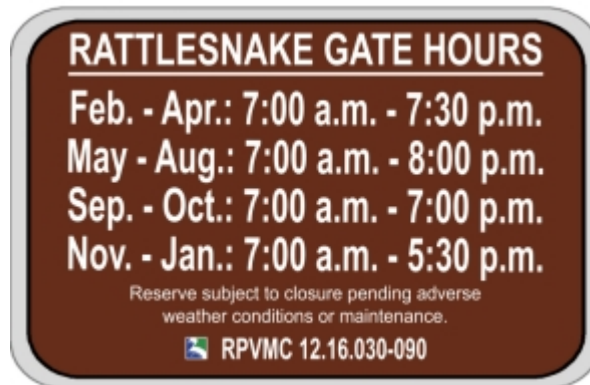 RATTLESNAKE GATE HOURS
Feb. - Apr.: 7:00 a.m. - 7:30 p.m.
May - Aug.: 7:00 a.m. - 8:00 p.m.
Sep. - Oct.: 7:00 a.m. - 7:00 p.m.
Nov. - Jan.: 7:00 a.m. - 5:30 p.m.
Reserve subject to closure pending adverse
weather conditions or maintenance.
RPVMC 12.16.030-090